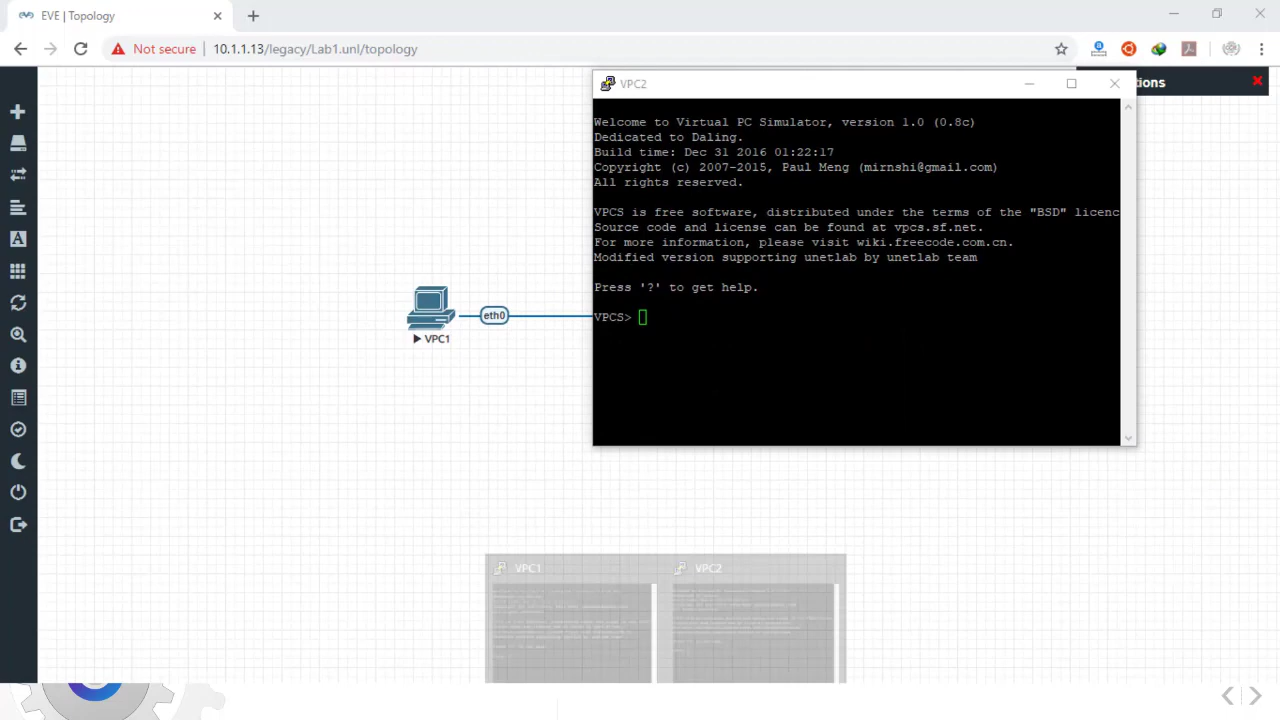 EVE | Topology
Not secure
10.1.1.13/legacy/Lab1.unl/topology
VPC2
tions
Welcome to Virtual PC Simulator, version 1.0 (0.8c)
Dedicated to Daling.
Build time: Dec 31 2016 01:22:17
Copyright (c) 2007-2015, Paul Meng (mirnshi@gmail.com)
All rights reserved.
VPCS is free software, distributed under the terms of the "BSD" licenc
Source code and license can be found at vpcs.sf.net.
For more information, please visit wiki.freecode.com.cn.
Modified version supporting unetlab by unetlab team
Press '?' to get help.
VPCS>
eth0
VPC1
VPC1
VPC2